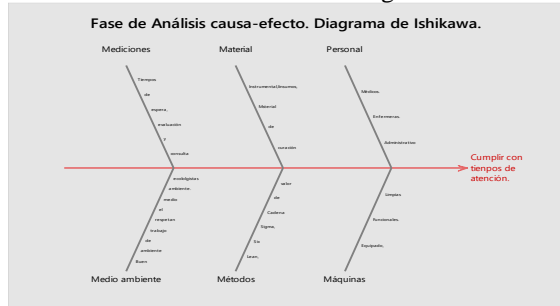 Fase de Análisis causa-efecto. Diagrama de Ishikawa.
Mediciones
Material
Personal
Tiempos
de
espera,
evaluación
y
consulta
Instrumental/insumos,
Material
de
curación
Médicos,
Enfermeras,
Administrativo
Cumplir con
tienpos de
atención.
ecológistas
ambiente.
medio
el
respetan
trabajo
de
ambiente
Buen
valor
de
Cadena
Sigma,
Six
Lean,
Limpias
Funcionales.
Equipado,
Medio ambiente
Métodos
Máquinas